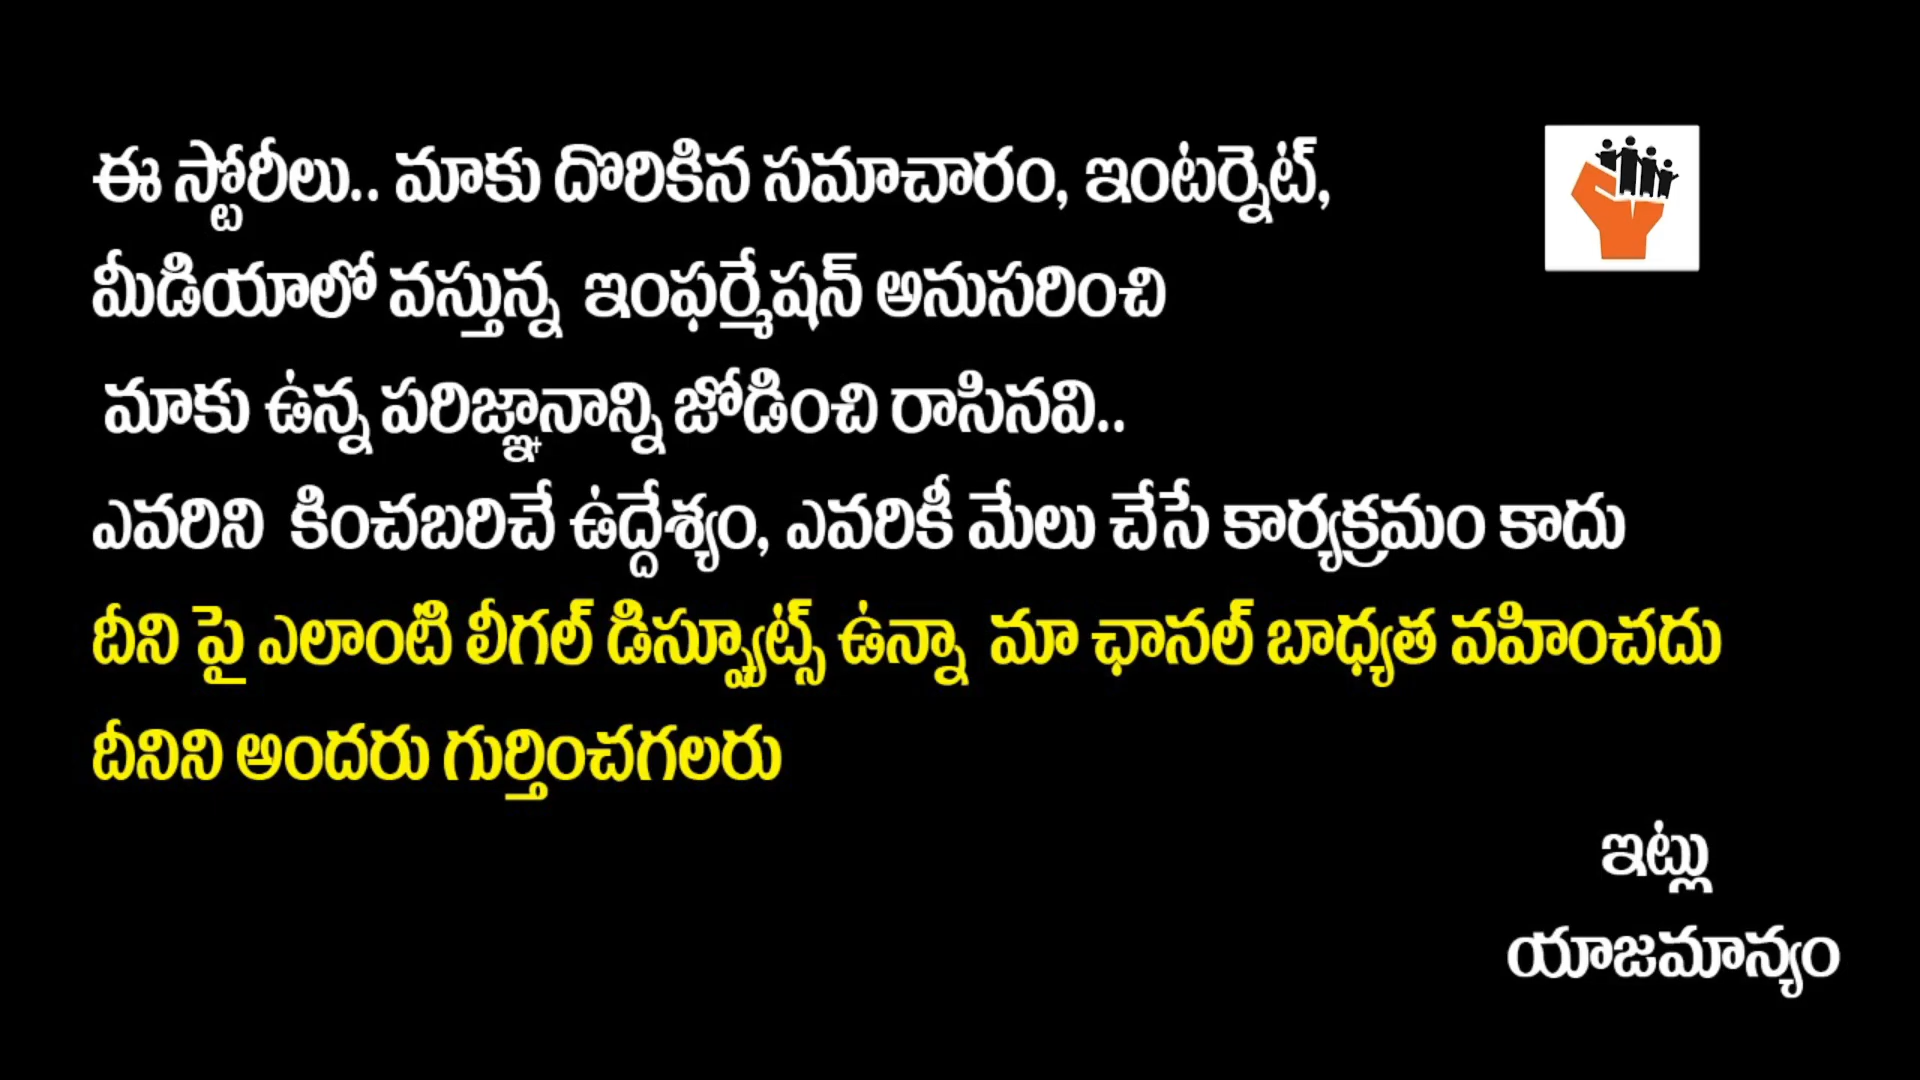 ఈ స్టోరీలు.. మాకు దొరికిన సమాచారం, ఇంటర్నెట్,
మీడియాలో వస్తున్న ఇంఫర్మేషన్ అనుసరించి
మాకు ఉన్న పరిజ్ఞానాన్ని జోడించి రాసినవి..
ఎవరిని కించబరిచే ఉద్దేశ్యం, ఎవరికీ మేలు చేసే కార్యక్రమం కాదు
దీని పై ఎలాంటి లీగల్ డిస్ప్యూట్స్ ఉన్నా మా ఛానల్ బాధ్యత వహించదు
దీనిని అందరు గుర్తించగలరు
ఇట్లు
యాజమాన్యం